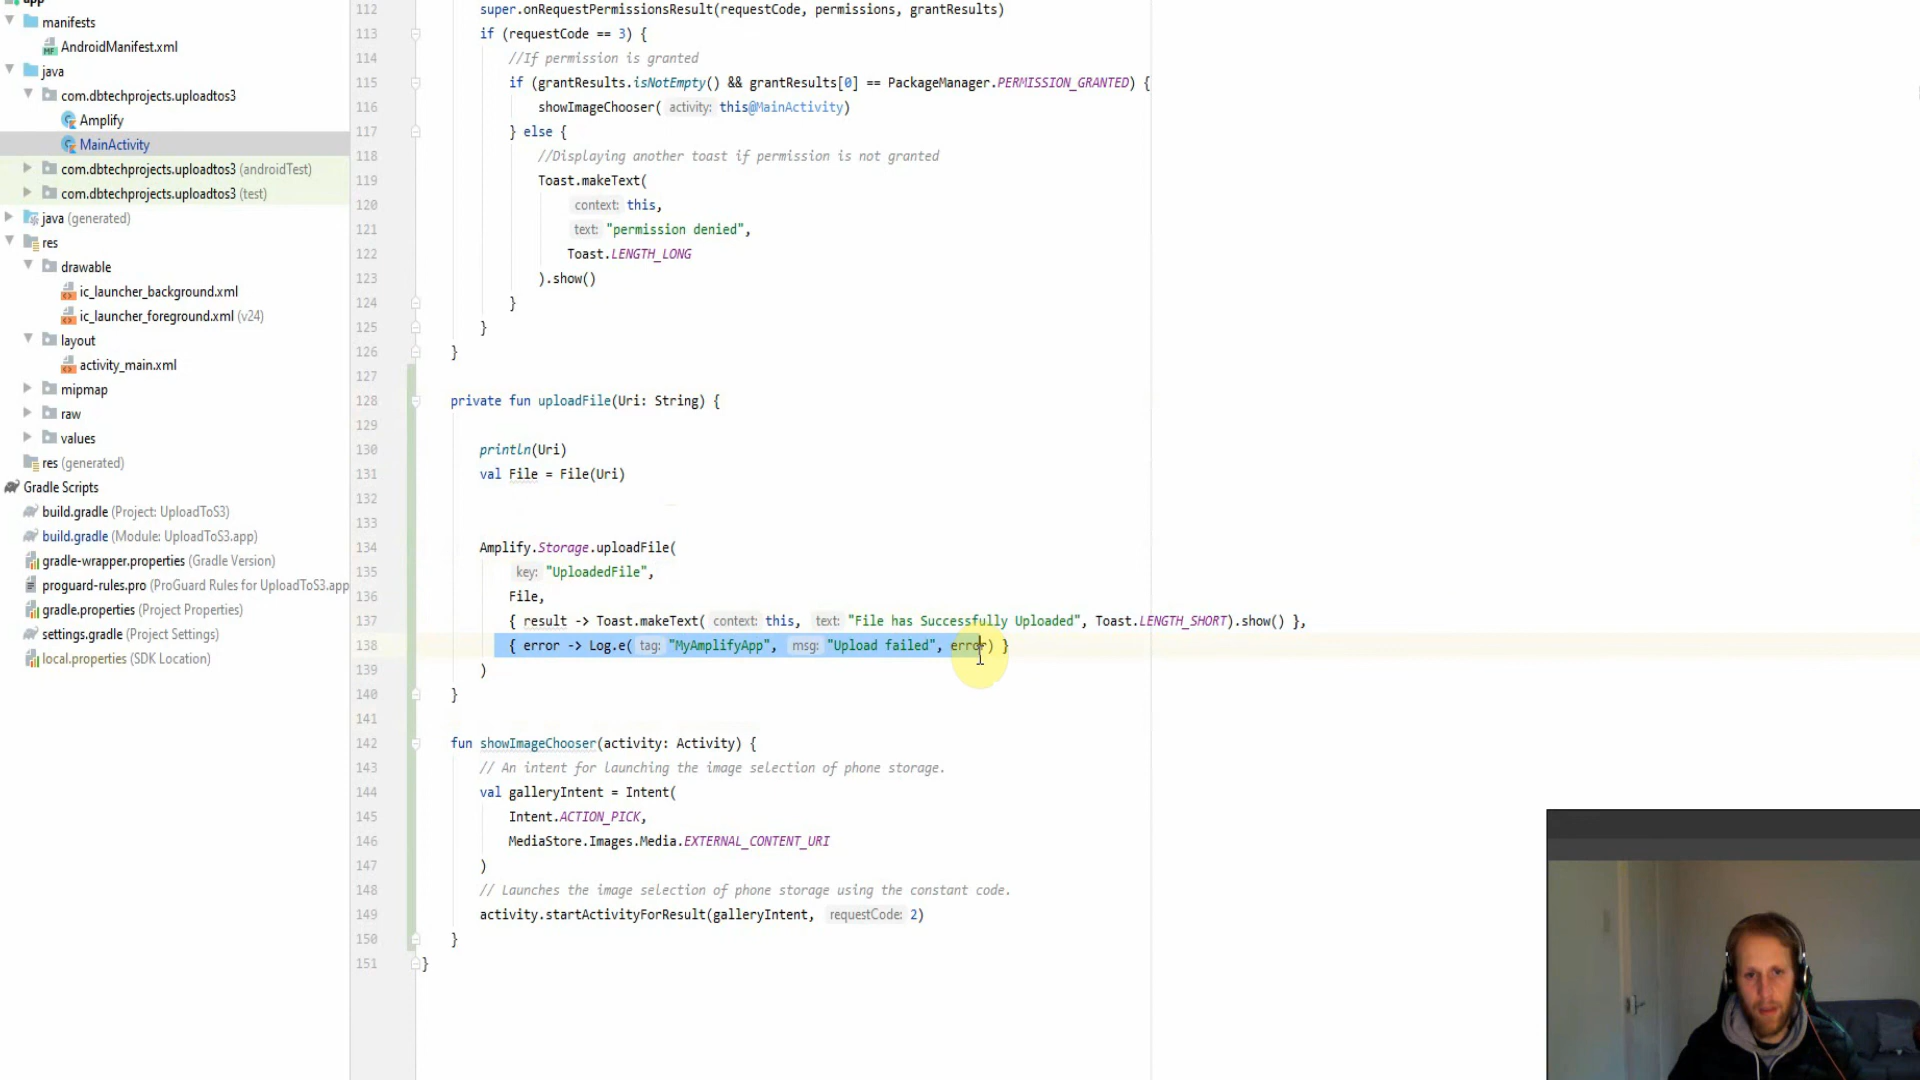 app
manifests
AndroidManifest.xml
java
com.dbtechprojects.uploadtos3
Amplify
MainActivity
com.dbtechprojects.uploadtos3 (androidTest)
com.dbtechprojects.uploadtos3 (test)
java (generated)
res
drawable
ic_launcher_background.xml
ic_launcher_foreground.xml (v24)
layout
activity_main.xml
mipmap
raw
values
res (generated)
Gradle Scripts
build.gradle (Project: UploadToS3)
build.gradle (Module: UploadToS3.app)
gradle-wrapper.properties (Gradle Version)
proguard-rules.pro (ProGuard Rules for UploadToS3.app
gradle.properties (Project Properties)
settings.gradle (Project Settings)
local.properties (SDK Location)
112 super.onRequestPermissionsResult(requestCode, permissions, grantResults)
113 if (requestCode == 3) {
114 //If permission is granted
115 if (grantResults.isNotEmpty() && grantResults[0] == PackageManager.PERMISSION_GRANTED) {
116 showImageChooser( activity: this@MainActivity)
117 } else {
118 //Displaying another toast if permission is not granted
119 Toast.makeText(
120 context: this,
121 text: "permission denied",
122 Toast.LENGTH_LONG
123 ).show()
124 }
125 }
126 }
127
128 private fun uploadFile(Uri: String) {
129
130 println(Uri)
131 val File = File(Uri)
132
133
134 Amplify.Storage.uploadFile(
135 key: "UploadedFile",
136 File,
137 { result -> Toast.makeText( context: this, text: "File has Successfully Uploaded", Toast.LENGTH_SHORT).show() },
138 { error -> Log.e( tag: "MyAmplifyApp", msg: "Upload failed", error) }
139 )
140 }
141
142 fun showImageChooser(activity: Activity) {
143 // An intent for launching the image selection of phone storage.
144 val galleryIntent = Intent(
145 Intent.ACTION_PICK,
146 MediaStore.Images.Media.EXTERNAL_CONTENT_URI
147 )
148 // Launches the image selection of phone storage using the constant code.
149 activity.startActivityForResult(galleryIntent, requestCode: 2)
150 }
151 }